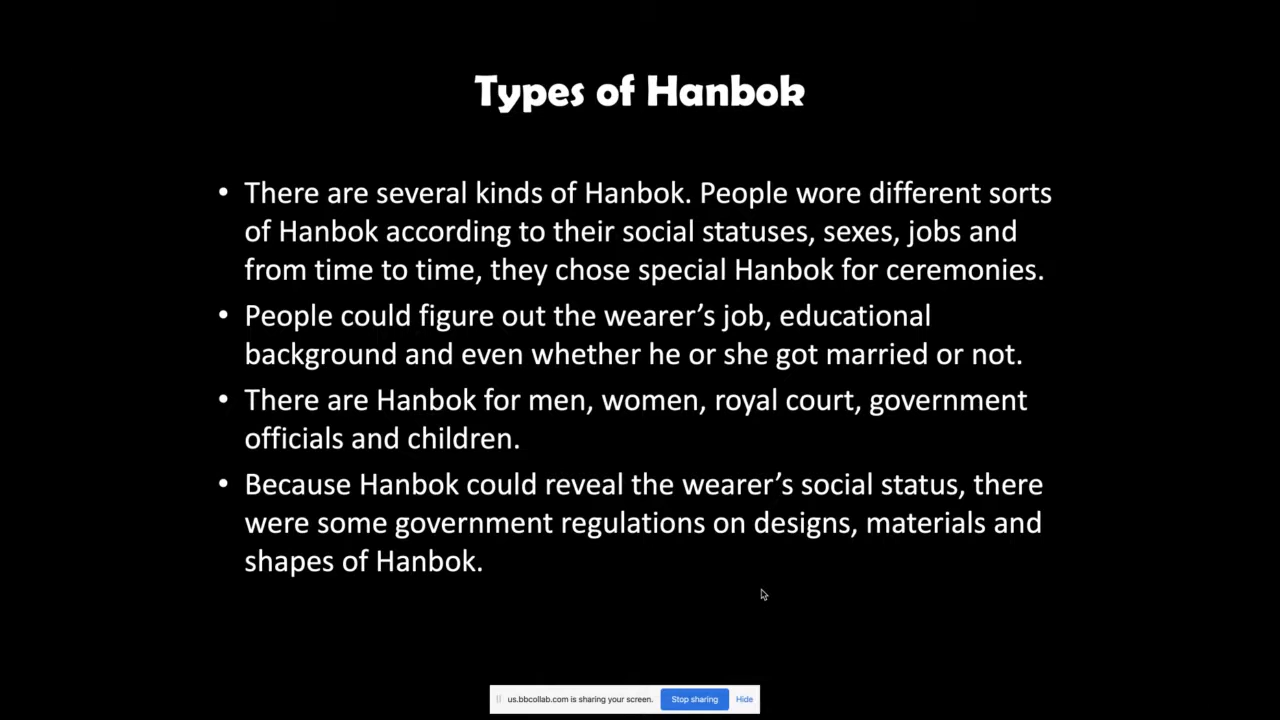 Types of Hanbok
• There are several kinds of Hanbok. People wore different sorts
of Hanbok according to their social statuses, sexes, jobs and
from time to time, they chose special Hanbok for ceremonies.
• People could figure out the wearer’s job, educational
background and even whether he or she got married or not.
• There are Hanbok for men, women, royal court, government
officials and children.
• Because Hanbok could reveal the wearer’s social status, there
were some government regulations on designs, materials and
shapes of Hanbok.
us.bbcollab.com is sharing your screen. Stop sharing Hide